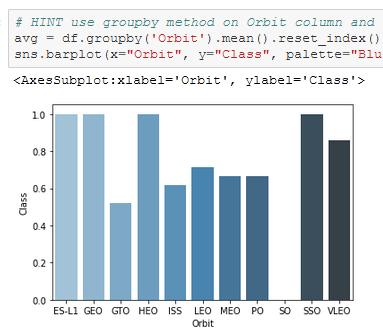 # HINT use groupby method on Orbit column and
avg = df.groupby('Orbit').mean().reset_index()
sns.barplot(x="Orbit", y="Class", palette="Blu
<AxesSubplot:xlabel='Orbit', ylabel='Class'>
1.0
0.8
0.6
0.4
0.2
0.0
Class
ES-L1 GEO GTO HEO ISS LEO MEO PO SO SSO VLEO
Orbit